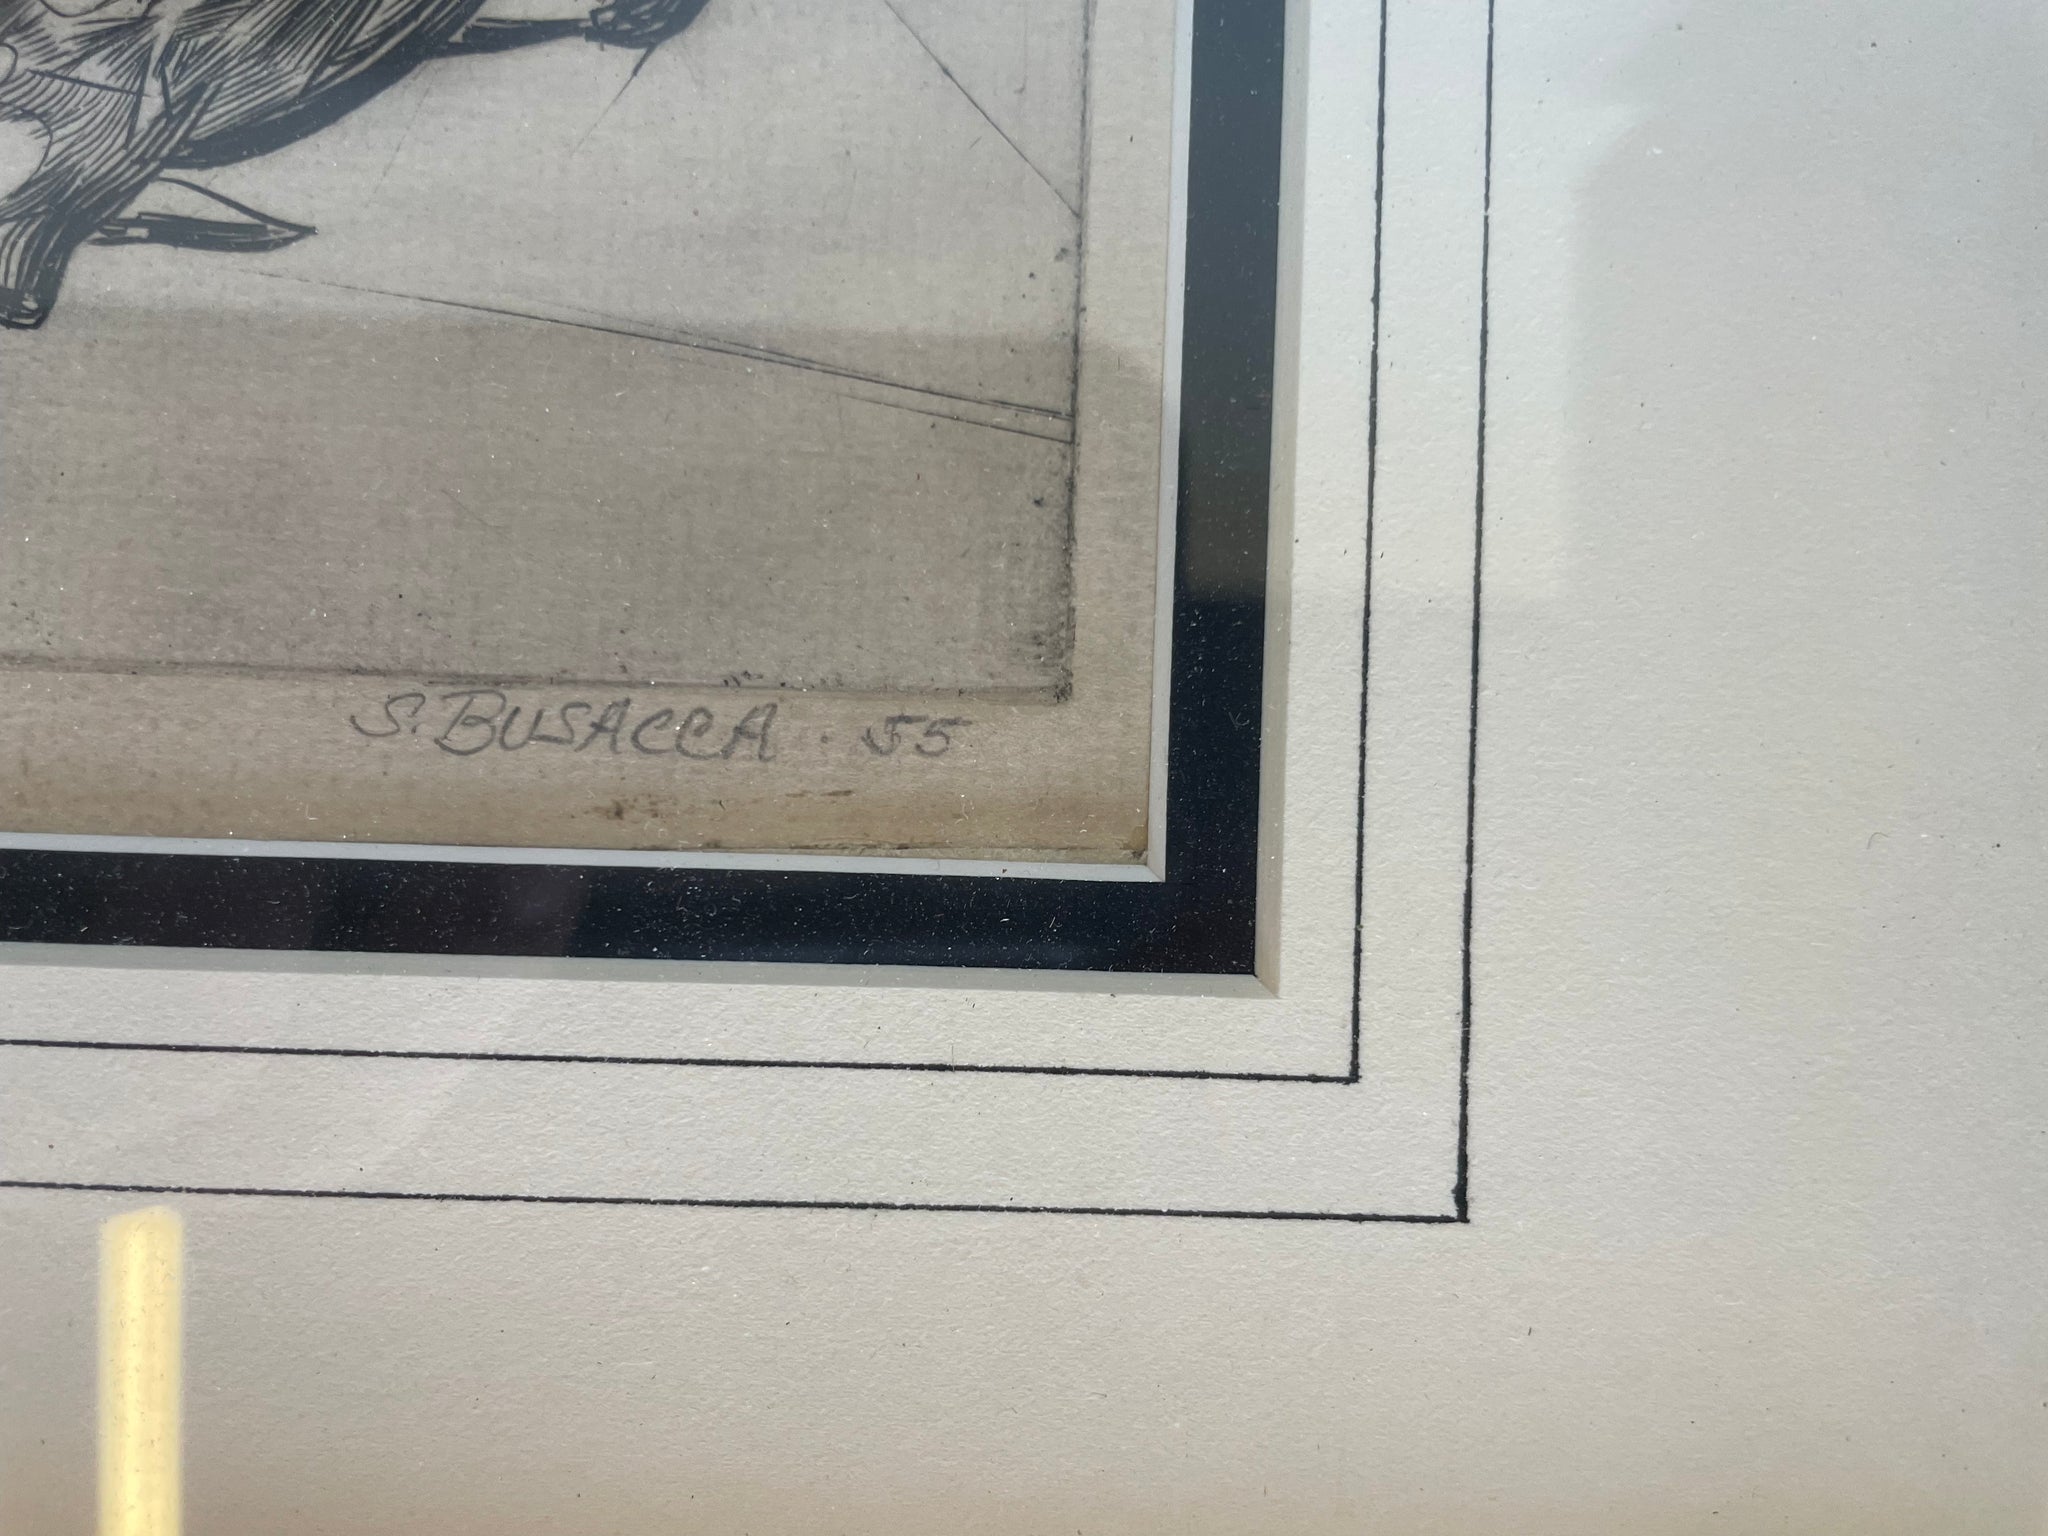 S. BUSACCA . 55